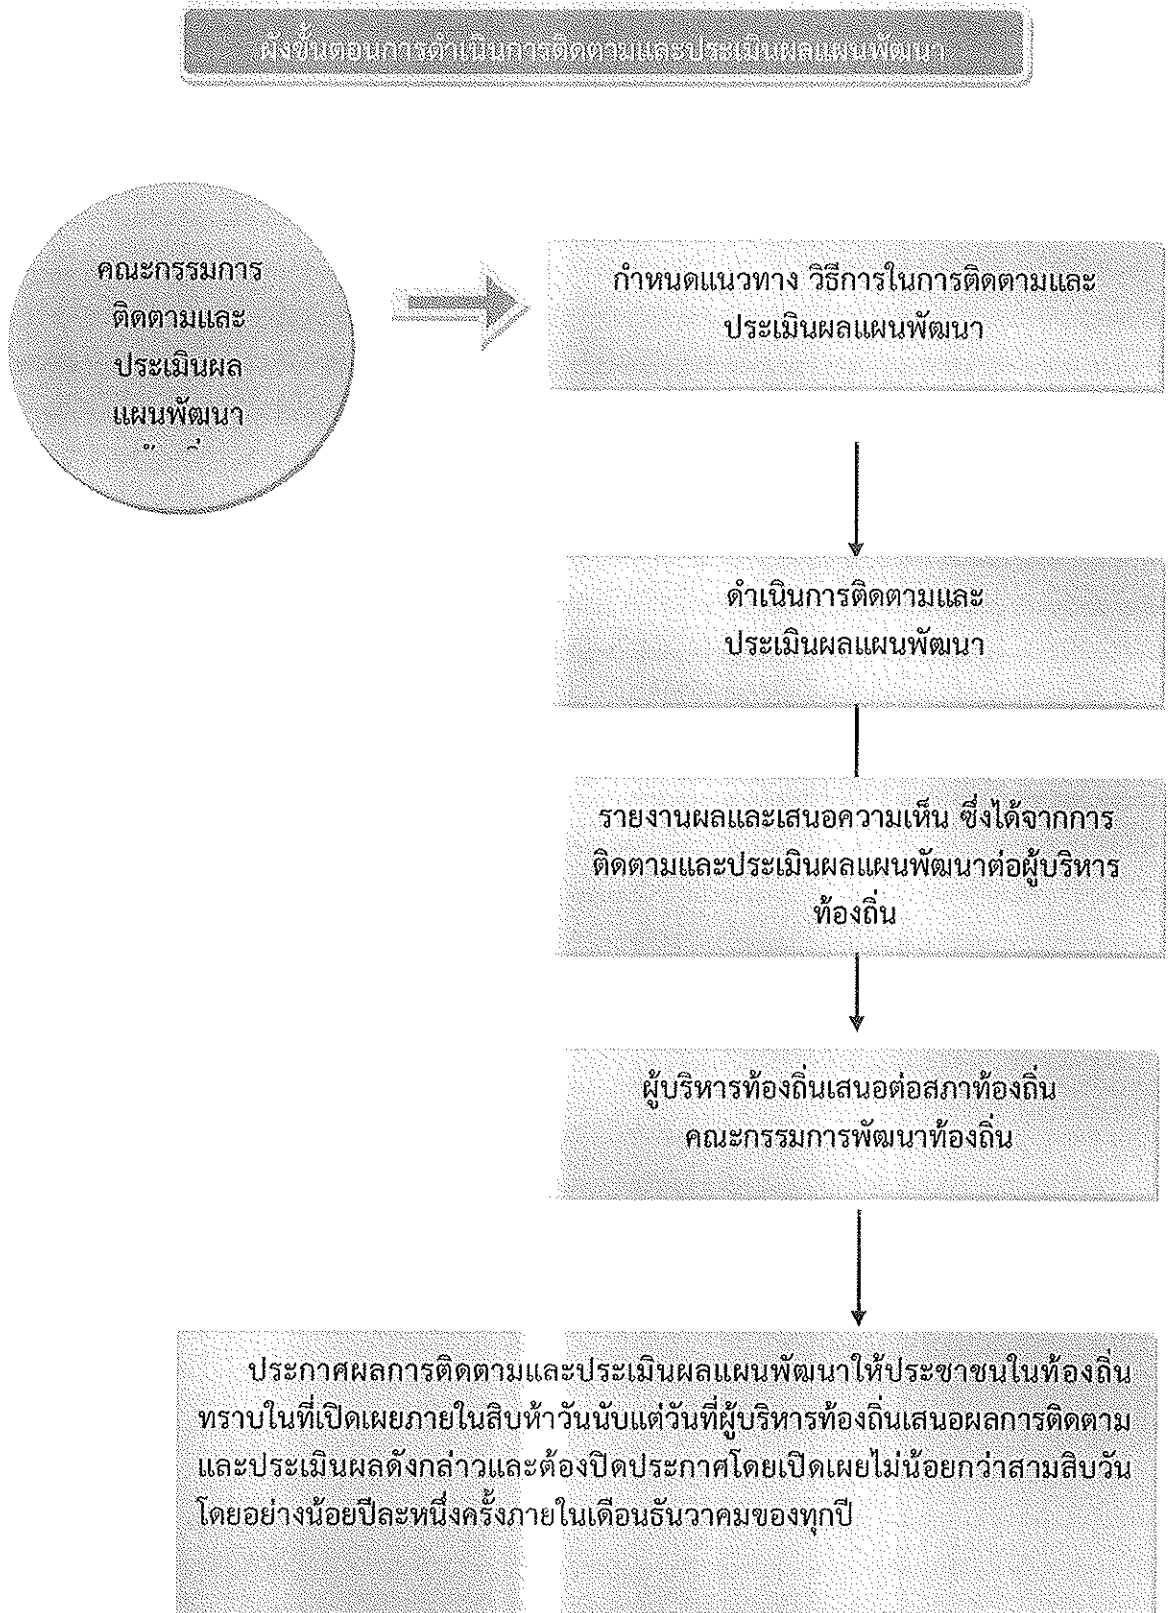 ผังขั้นตอนการดำเนินการติดตามและประเมินผลแผนพัฒนา
คณะกรรมการ
ติดตามและ
ประเมินผล
แผนพัฒนา
กำหนดแนวทาง วิธีการในการติดตามและ
ประเมินผลแผนพัฒนา
ดำเนินการติดตามและ
ประเมินผลแผนพัฒนา
รายงานผลและเสนอความเห็น ซึ่งได้จากการ
ติดตามและประเมินผลแผนพัฒนาต่อผู้บริหาร
ท้องถิ่น
ผู้บริหารท้องถิ่นเสนอต่อสภาท้องถิ่น
คณะกรรมการพัฒนาท้องถิ่น
ประกาศผลการติดตามและประเมินผลแผนพัฒนาให้ประชาชนในท้องถิ่น
ทราบในที่เปิดเผยภายในสิบห้าวันนับแต่วันที่ผู้บริหารท้องถิ่นเสนอผลการติดตาม
และประเมินผลดังกล่าวและต้องปิดประกาศโดยเปิดเผยไม่น้อยกว่าสามสิบวัน
โดยอย่างน้อยปีละหนึ่งครั้งภายในเดือนธันวาคมของทุกปี